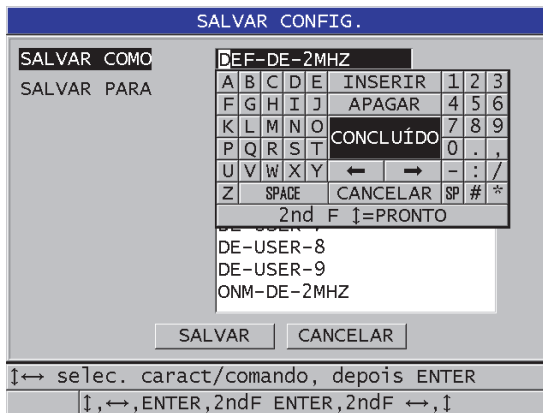 SALVAR CONFIG.
SALVAR COMO DEF-DE-2MHZ
SALVAR PARA
A B C D E INSERIR 1 2 3
F G H I J APAGAR 4 5 6
K L M N O CONCLUÍDO 7 8 9
P Q R S T 0 . ,
U V W X Y ← → - : /
Z SPACE CANCELAR SP # *
2nd F ↕=PRONTO
DE-USER-8
DE-USER-9
ONM-DE-2MHZ
SALVAR CANCELAR
↕↔ selec. caract/comando, depois ENTER
↕,↔,ENTER,2ndF ENTER,2ndF ↔,↕